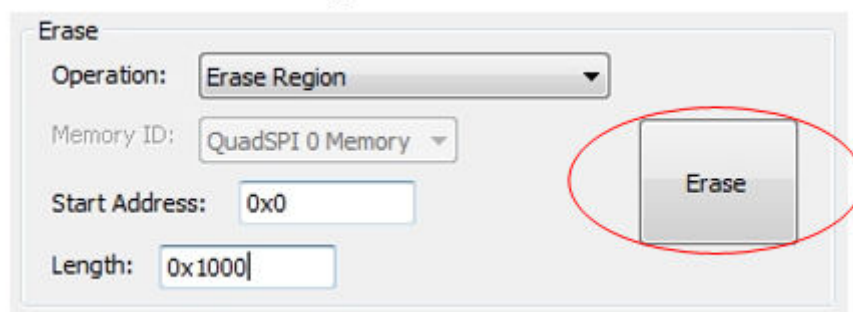 Erase
Operation: Erase Region
Memory ID: QuadSPI 0 Memory
Start Address: 0x0
Erase
Length: 0x1000